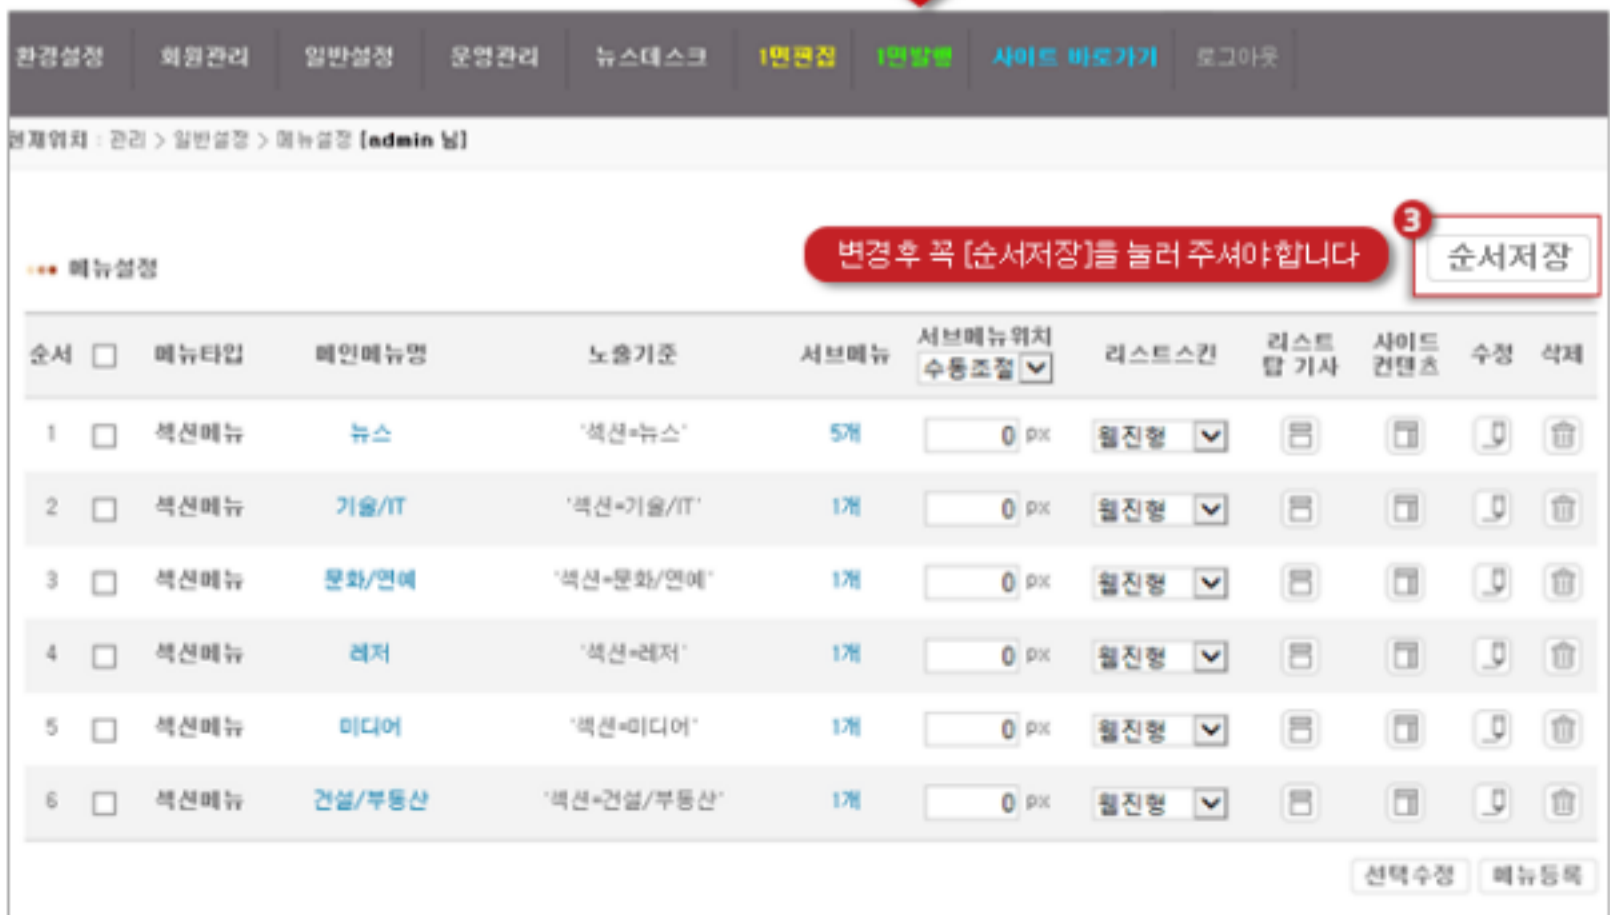 환경설정 회원관리 일반설정 운영관리 뉴스데스크 1면편집 1면발행 사이트 바로가기 로그아웃
현재위치 : 관리 > 일반설정 > 메뉴설정 [admin 님]
3
변경후 꼭 [순서저장]을 눌러 주셔야합니다
순서저장
메뉴설정
순서 메뉴타입 메인메뉴명 노출기준 서브메뉴 서브메뉴위치 수동조절 리스트스킨 리스트 탑 기사 사이드 컨텐츠 수정 삭제
1 섹션메뉴 뉴스 '섹션=뉴스' 5개 0 px 웹진형
2 섹션메뉴 기술/IT '섹션=기술/IT' 1개 0 px 웹진형
3 섹션메뉴 문화/연예 '섹션=문화/연예' 1개 0 px 웹진형
4 섹션메뉴 레저 '섹션=레저' 1개 0 px 웹진형
5 섹션메뉴 미디어 '섹션=미디어' 1개 0 px 웹진형
6 섹션메뉴 건설/부동산 '섹션=건설/부동산' 1개 0 px 웹진형
선택수정 메뉴등록